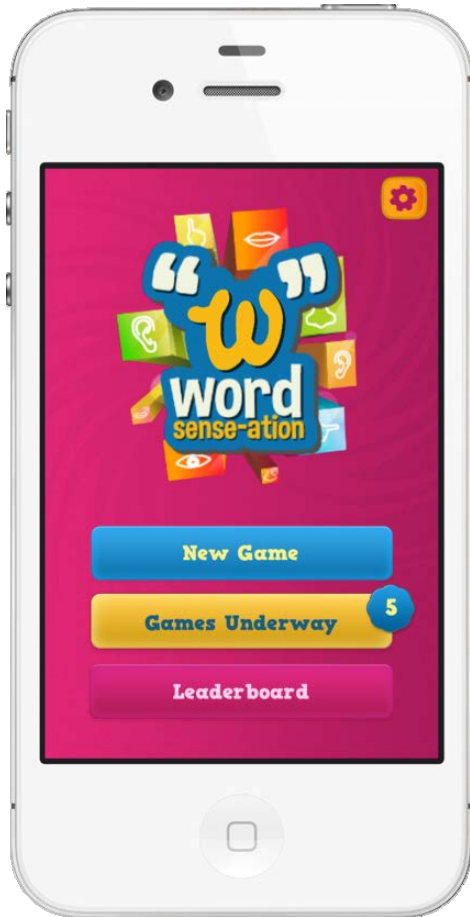 “w”
word
sense-ation
New Game
Games Underway
5
Leaderboard